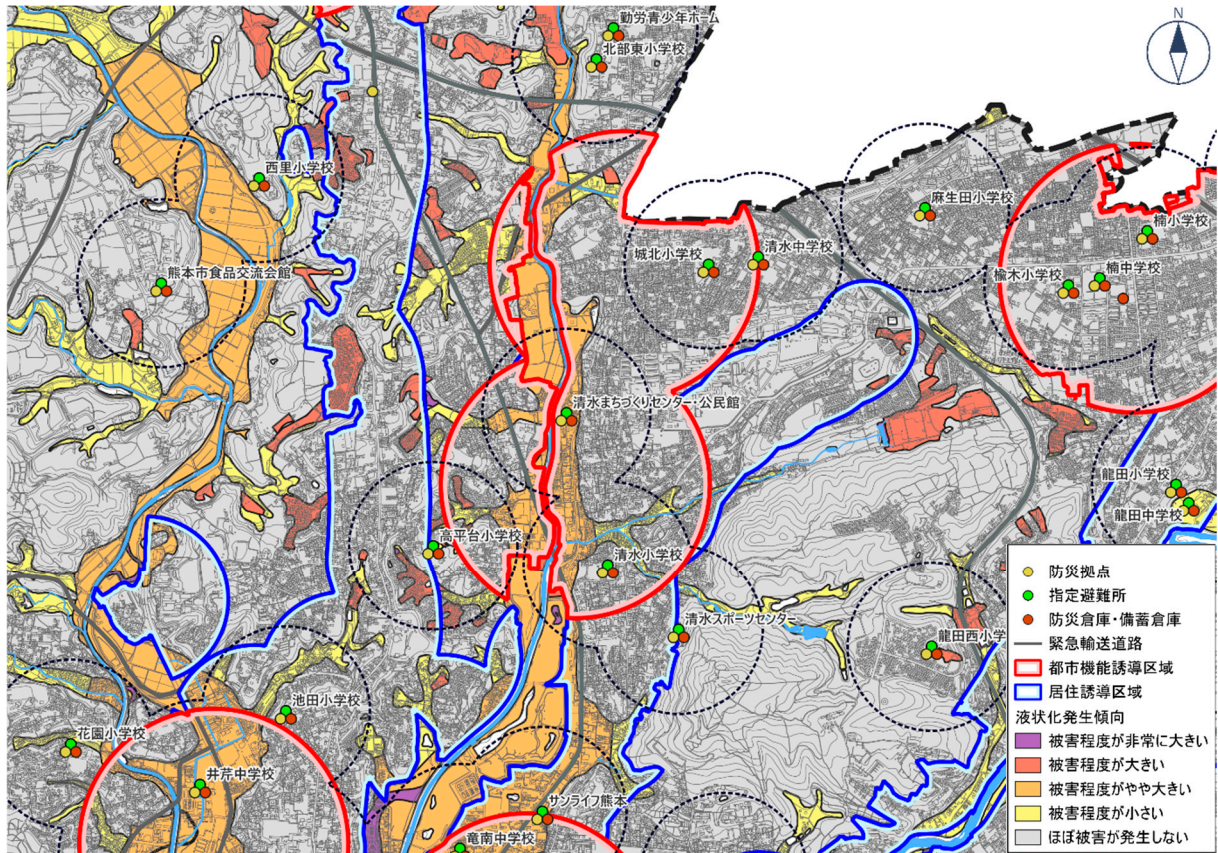 勤労青少年ホーム
N
北部東小学校
西里小学校
麻生田小学校
楠小学校
城北小学校
清水中学校
楡木小学校
楠中学校
熊本市食品交流会館
清水まちづくりセンター・公民館
龍田小学校
龍田中学校
高平台小学校
清水小学校
清水スポーツセンター
龍田西小学
池田小学校
花園小学校
井芹中学校
サンライフ熊本
竜南中学校
防災拠点
指定避難所
防災倉庫・備蓄倉庫
緊急輸送道路
都市機能誘導区域
居住誘導区域
液状化発生傾向
被害程度が非常に大きい
被害程度が大きい
被害程度がやや大きい
被害程度が小さい
ほぼ被害が発生しない